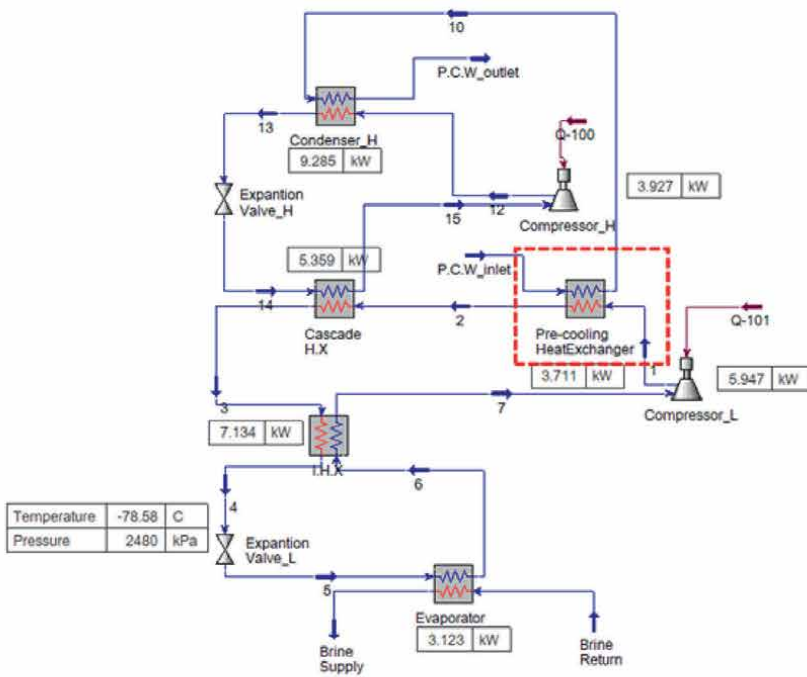 10
P.C.W_outlet
13
Condenser_H
9.285 kW
Q-100
12
15
Compressor_H
3.927 kW
Expantion
Valve_H
P.C.W_inlet
5.359 kW
14
Cascade
H.X
2
Pre-cooling
HeatExchanger
Q-101
1
3.711 kW
5.947 kW
Compressor_L
3
7
7.134 kW
I.H.X
6
4
Temperature -78.58 C
Pressure 2480 kPa
Expantion
Valve_L
5
Evaporator
3.123 kW
Brine
Supply
Brine
Return